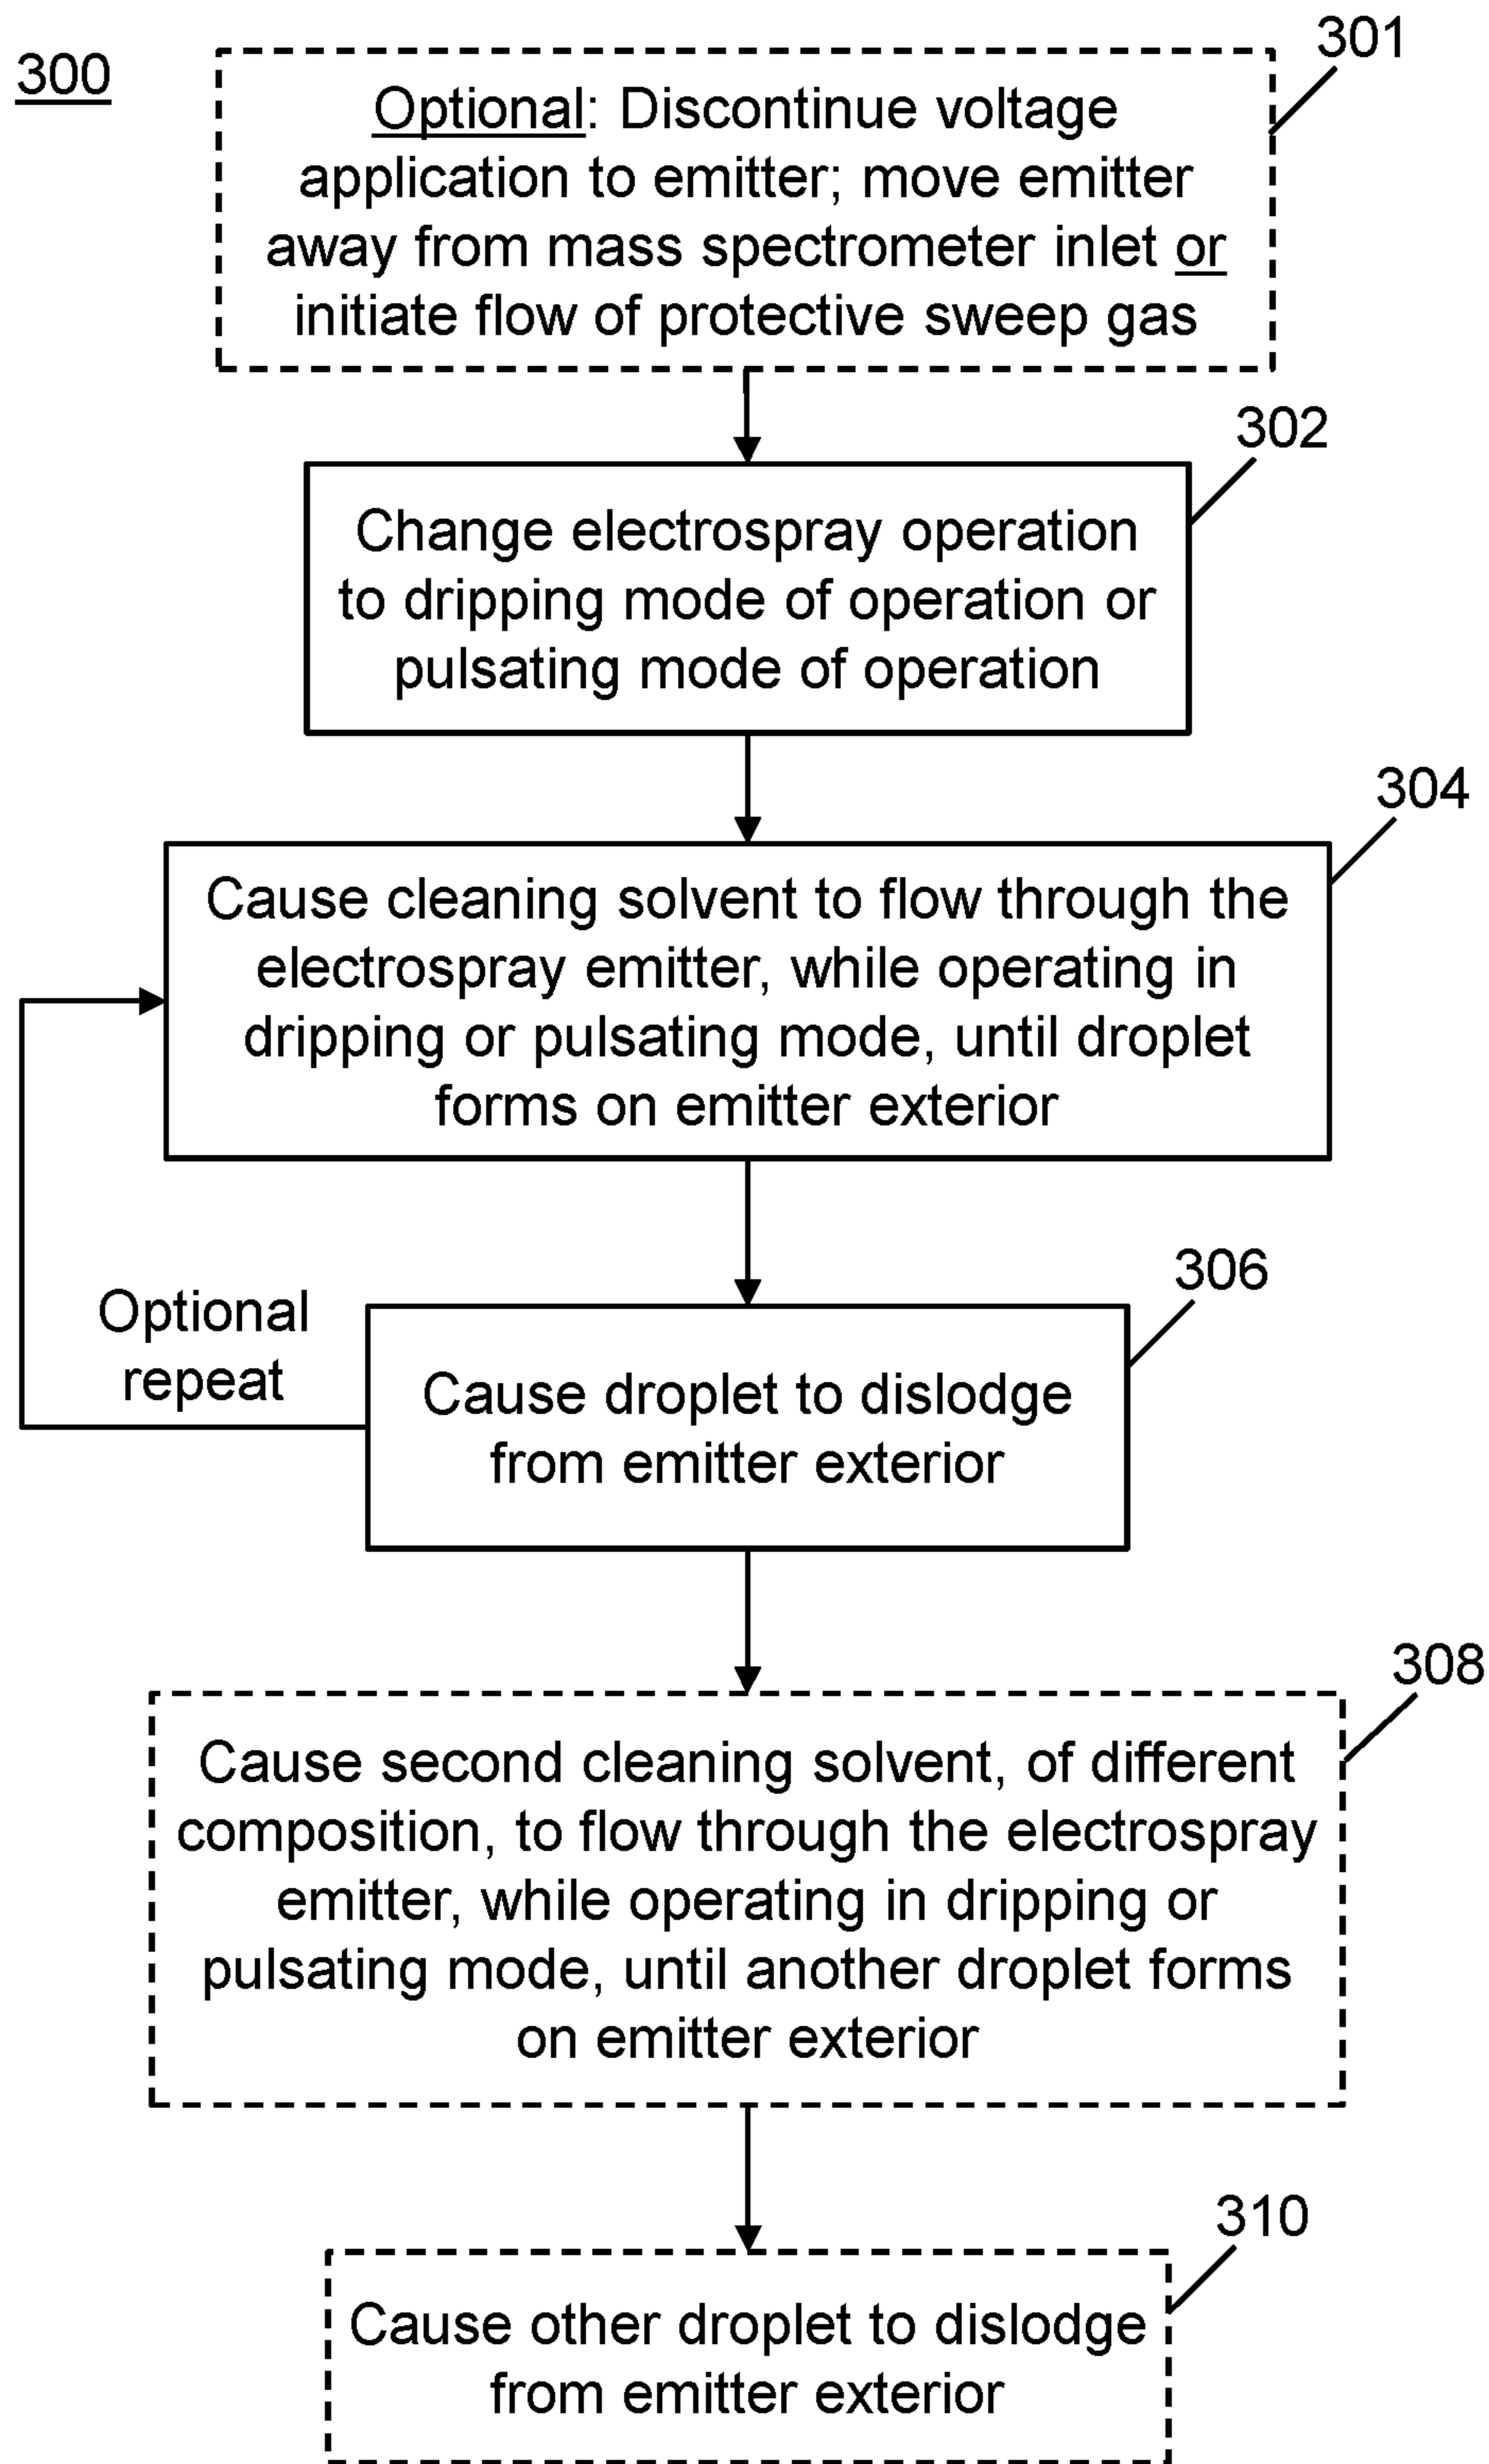 300
301
Optional: Discontinue voltage
application to emitter; move emitter
away from mass spectrometer inlet or
initiate flow of protective sweep gas
302
Change electrospray operation
to dripping mode of operation or
pulsating mode of operation
304
Cause cleaning solvent to flow through the
electrospray emitter, while operating in
dripping or pulsating mode, until droplet
forms on emitter exterior
Optional
repeat
306
Cause droplet to dislodge
from emitter exterior
308
Cause second cleaning solvent, of different
composition, to flow through the electrospray
emitter, while operating in dripping or
pulsating mode, until another droplet forms
on emitter exterior
310
Cause other droplet to dislodge
from emitter exterior